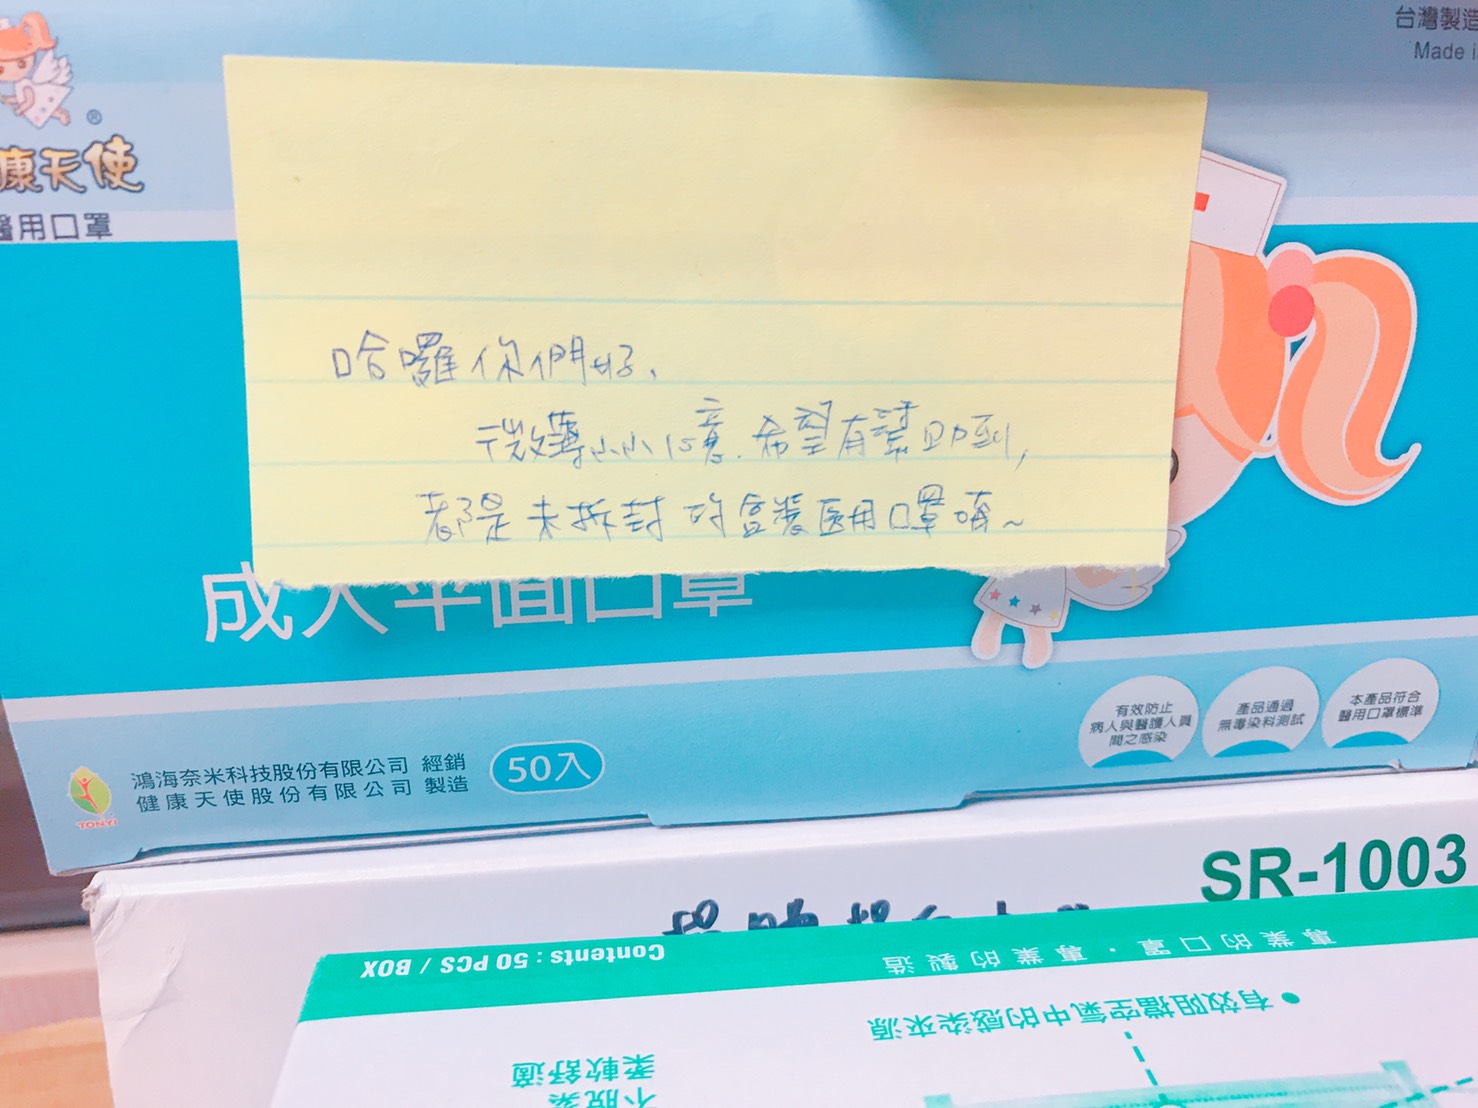 台灣製造
Made i
康天使
®
醫用口罩
哈囉你們好、
微薄小小心意.希望有幫助到,
都是未拆封的盒裝医用口罩唷~
成人平面口罩
有效防止
病人與醫護人員
間之感染
產品通過
無毒染料測試
本產品符合
醫用口罩標準
鴻海奈米科技股份有限公司 經銷
健康天使股份有限公司 製造
50入
TONYI
SR-1003
Contents : 50 PCS / BOX
專業的口罩・專業的製造
●有效阻擋空氣中的感染來源
柔軟舒適